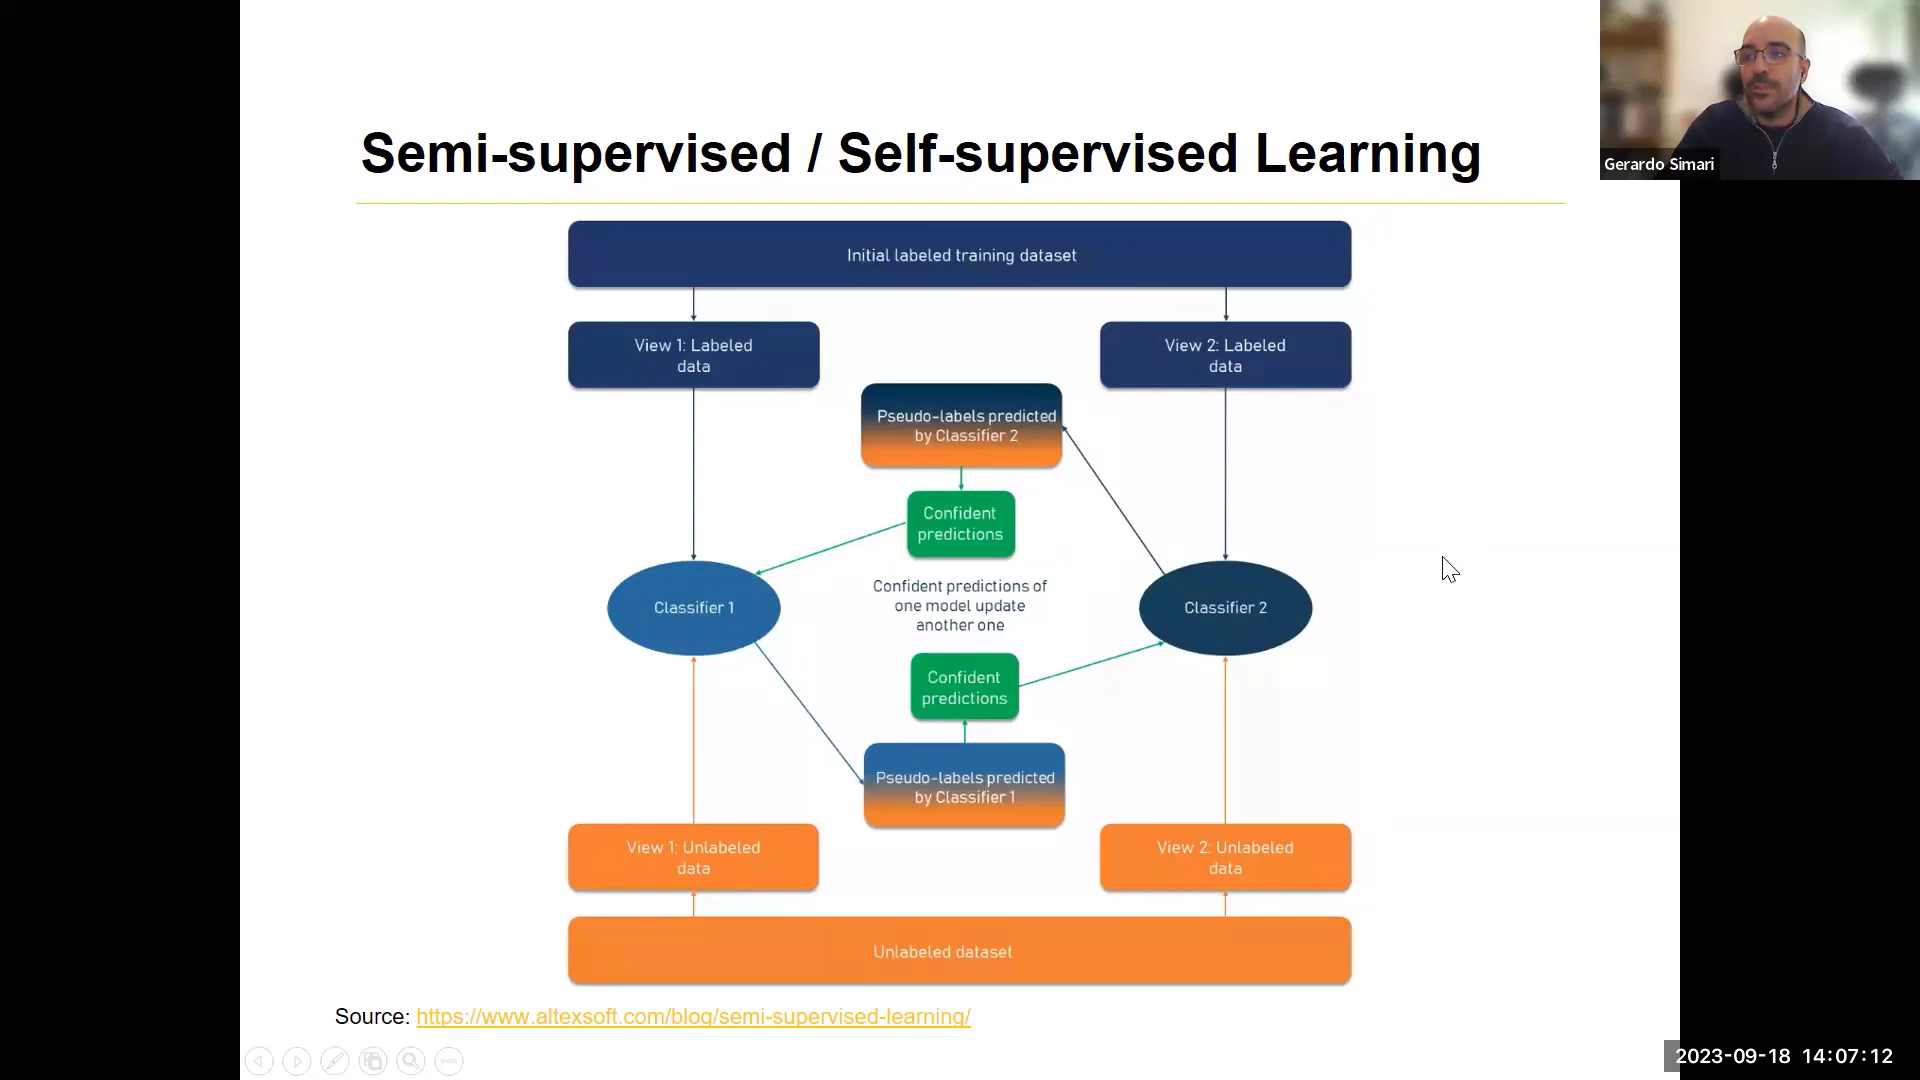 Gerardo Simari
Semi-supervised / Self-supervised Learning
Initial labeled training dataset
View 1: Labeled
data
View 2: Labeled
data
Pseudo-labels predicted
by Classifier 2
Confident
predictions
Confident predictions of
one model update
another one
Classifier 1
Classifier 2
Confident
predictions
Pseudo-labels predicted
by Classifier 1
View 1: Unlabeled
data
View 2: Unlabeled
data
Unlabeled dataset
Source: https://www.altexsoft.com/blog/semi-supervised-learning/
2023-09-18 14:07:12